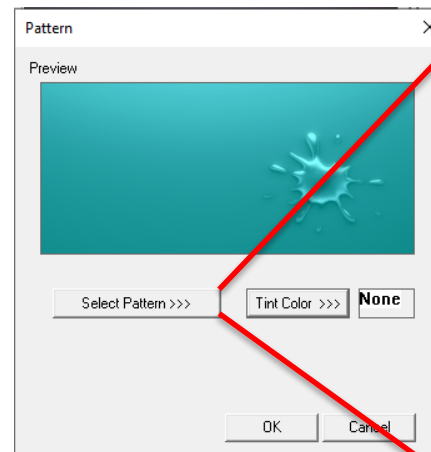 Pattern
Preview
Select Pattern >>>
Tint Color >>>
None
OK
Cancel